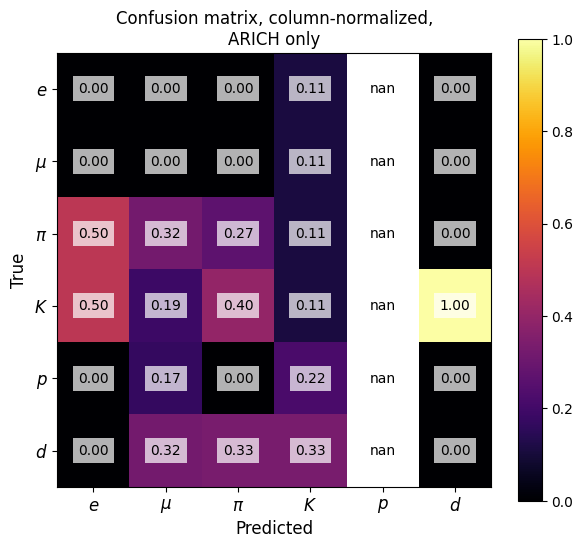 Confusion matrix, column-normalized,
ARICH only
1.0
e 0.00 0.00 0.00 0.11 nan 0.00
μ 0.00 0.00 0.00 0.11 nan 0.00
0.8
π 0.50 0.32 0.27 0.11 nan 0.00
0.6
True
K 0.50 0.19 0.40 0.11 nan 1.00
0.4
p 0.00 0.17 0.00 0.22 nan 0.00
0.2
d 0.00 0.32 0.33 0.33 nan 0.00
0.0
e μ π K p d
Predicted